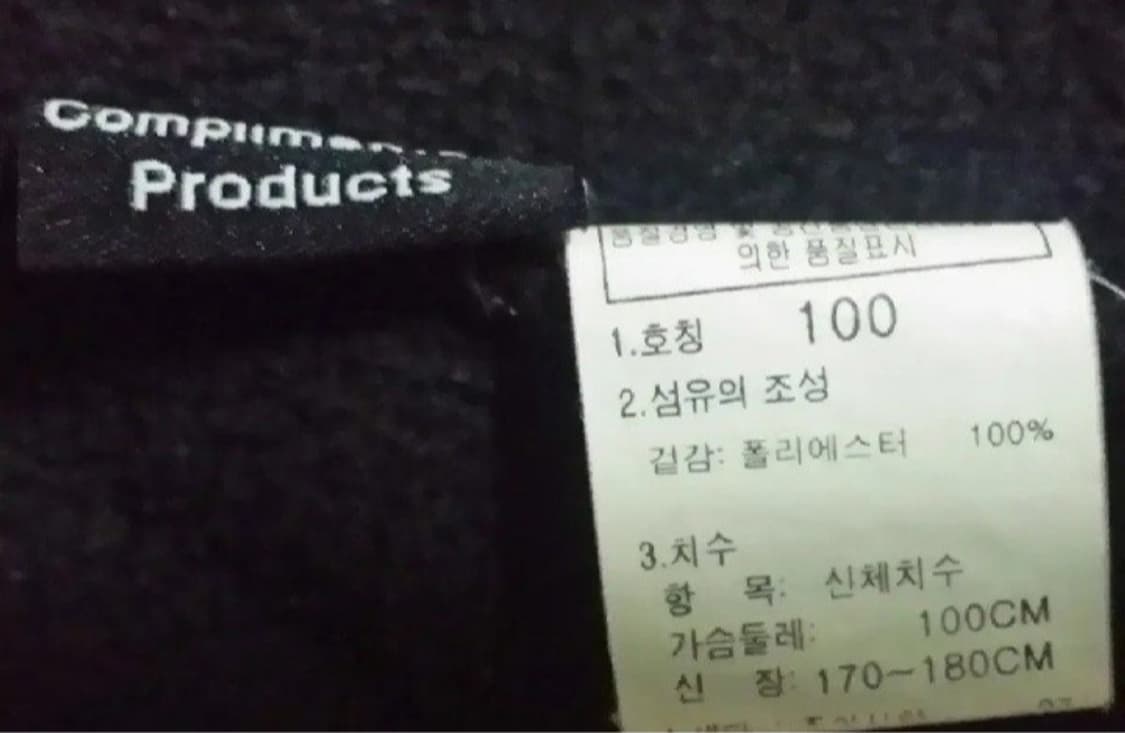 Products
의한 품질표시
1.호칭 100
2.섬유의 조성
겉감: 폴리에스터 100%
3.치수
항 목: 신체치수
가슴둘레: 100CM
신 장: 170~180CM